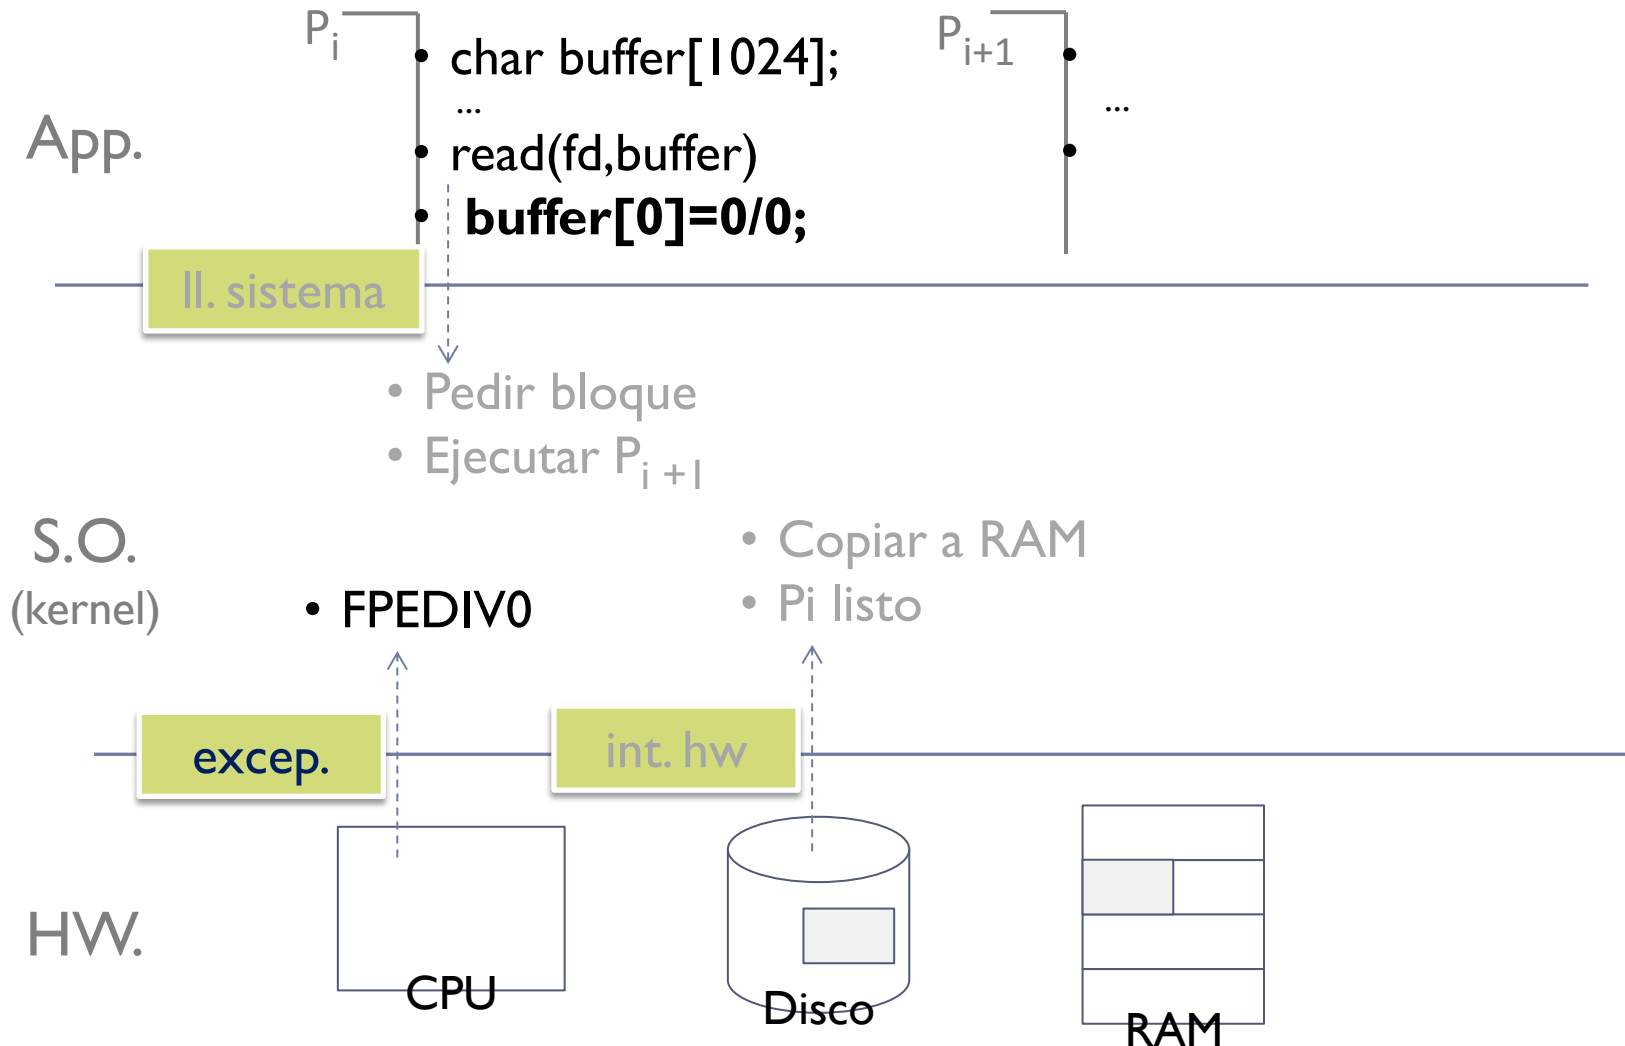 Pi
char buffer[1024];
...
read(fd,buffer)
buffer[0]=0/0;
Pi+1
...
App.
ll. sistema
• Pedir bloque
• Ejecutar Pi +1
S.O.
(kernel)
• FPEDIV0
• Copiar a RAM
• Pi listo
excep.
int. hw
HW.
CPU
Disco
RAM